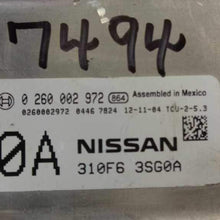 7494
0 260 002 972 864 Assembled in Mexico
0260002972 0446 7824 12-11-04 TCU-2-5.3
0A NISSAN
310F6 3SG0A